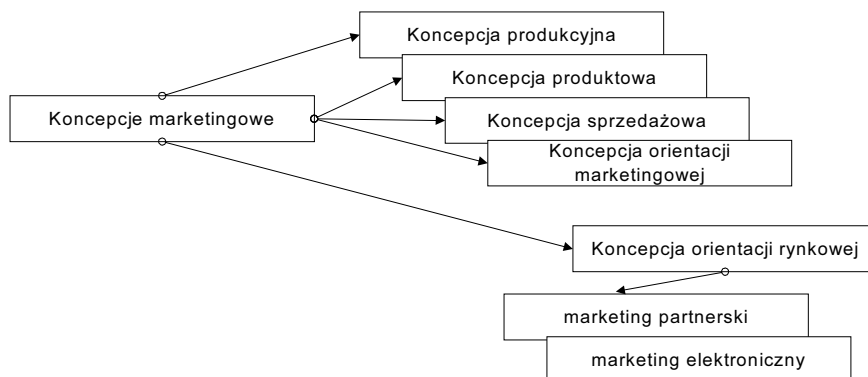 Koncepcja produkcyjna
Koncepcja produktowa
Koncepcje marketingowe
Koncepcja sprzedażowa
Koncepcja orientacji
marketingowej
Koncepcja orientacji rynkowej
marketing partnerski
marketing elektroniczny